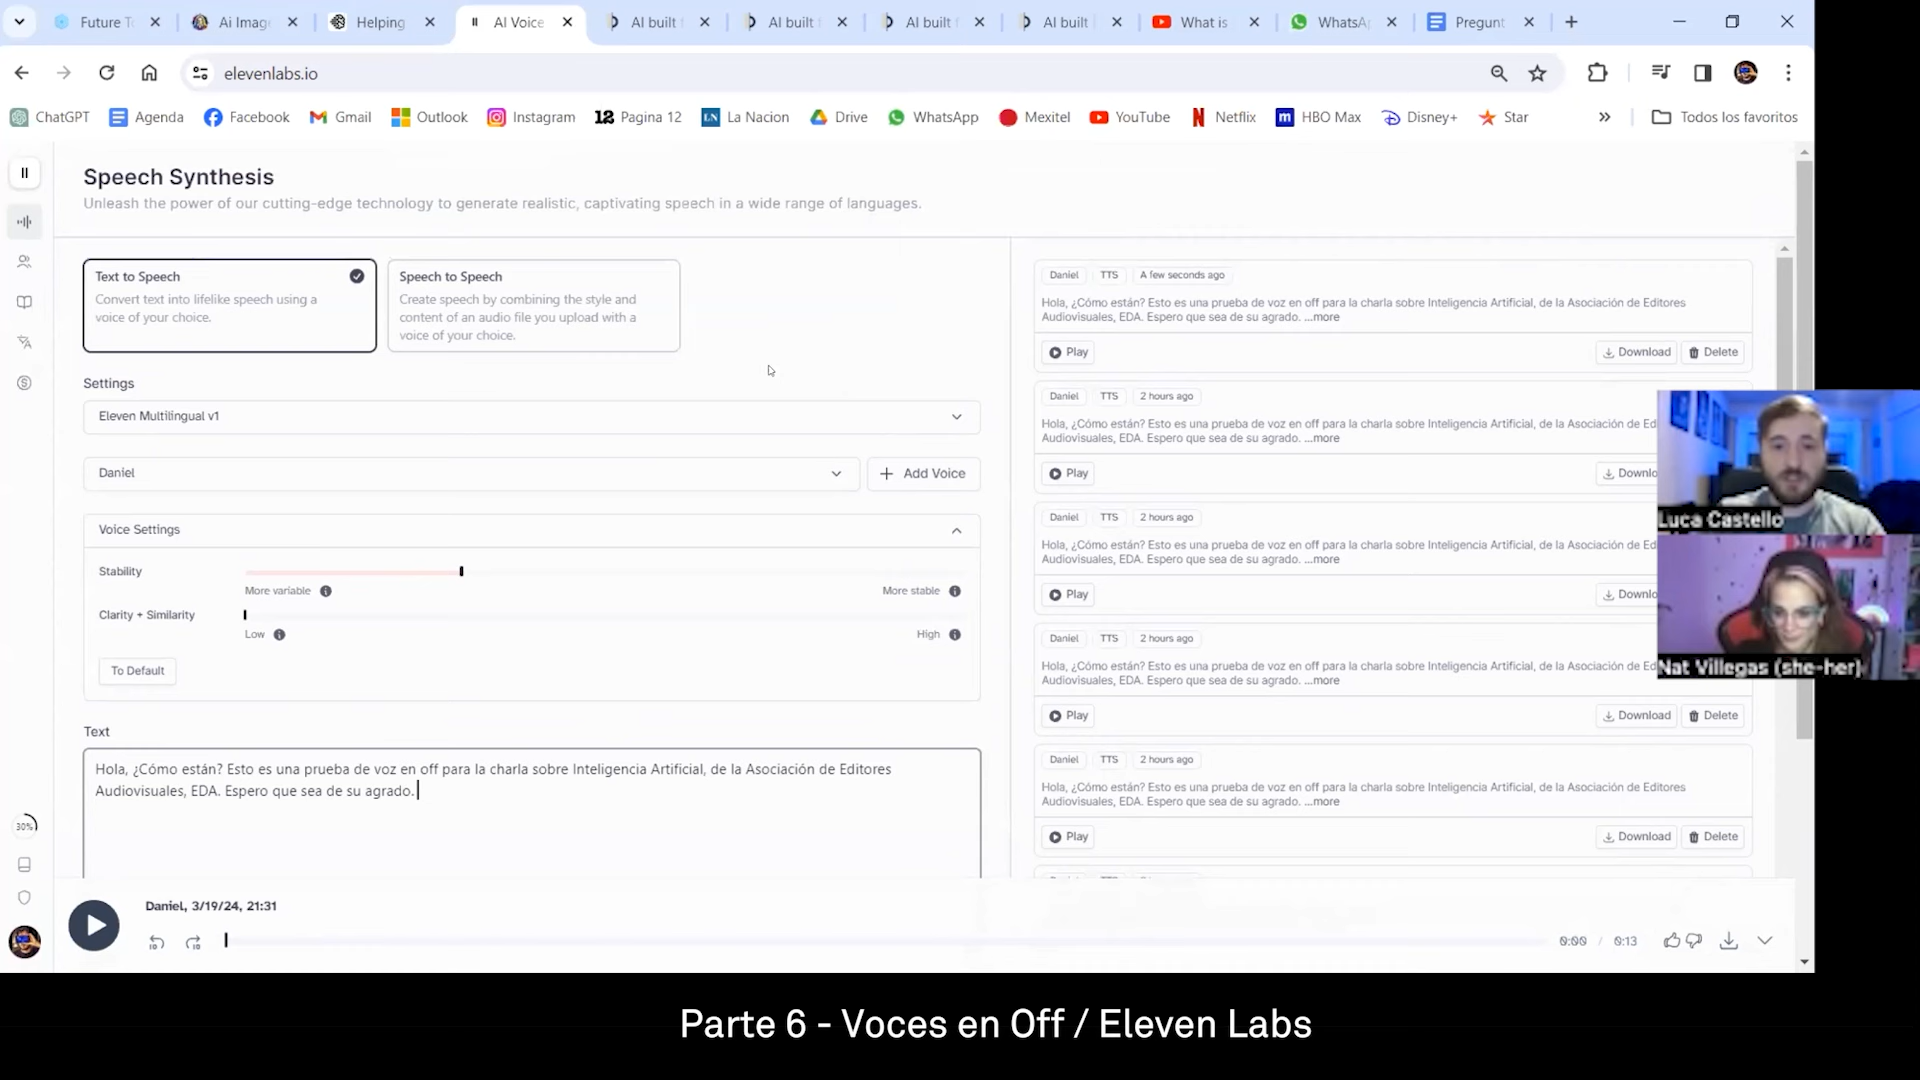 Future To
Ai Imag
Helping
AI Voice
AI built
AI built
AI built
AI built
What is
WhatsA
Pregunt
elevenlabs.io
ChatGPT
Agenda
Facebook
Gmail
Outlook
Instagram
12 Pagina 12
LN La Nacion
Drive
WhatsApp
Mexitel
YouTube
Netflix
m HBO Max
Disney+
Star
Todos los favoritos
Speech Synthesis
Unleash the power of our cutting-edge technology to generate realistic, captivating speech in a wide range of languages.
Text to Speech
Convert text into lifelike speech using a
voice of your choice.
Speech to Speech
Create speech by combining the style and
content of an audio file you upload with a
voice of your choice.
Settings
Eleven Multilingual v1
Daniel
+ Add Voice
Voice Settings
Stability
More variable
More stable
Clarity + Similarity
Low
High
To Default
Text
Hola, ¿Cómo están? Esto es una prueba de voz en off para la charla sobre Inteligencia Artificial, de la Asociación de Editores
Audiovisuales, EDA. Espero que sea de su agrado.
30%
Daniel TTS A few seconds ago
Hola, ¿Cómo están? Esto es una prueba de voz en off para la charla sobre Inteligencia Artificial, de la Asociación de Editores
Audiovisuales, EDA. Espero que sea de su agrado. ...more
Play Download Delete
Daniel TTS 2 hours ago
Hola, ¿Cómo están? Esto es una prueba de voz en off para la charla sobre Inteligencia Artificial, de la Asociación de Ed
Audiovisuales, EDA. Espero que sea de su agrado. ...more
Play Downlo
Daniel TTS 2 hours ago
Hola, ¿Cómo están? Esto es una prueba de voz en off para la charla sobre Inteligencia Artificial, de la Asociación de Ed
Audiovisuales, EDA. Espero que sea de su agrado. ...more
Play Downlo
Daniel TTS 2 hours ago
Hola, ¿Cómo están? Esto es una prueba de voz en off para la charla sobre Inteligencia Artificial, de la Asociación de Ed
Audiovisuales, EDA. Espero que sea de su agrado. ...more
Play Download Delete
Daniel TTS 2 hours ago
Hola, ¿Cómo están? Esto es una prueba de voz en off para la charla sobre Inteligencia Artificial, de la Asociación de Editores
Audiovisuales, EDA. Espero que sea de su agrado. ...more
Play Download Delete
Luca Castello
Nat Villegas (she-her)
Daniel, 3/19/24, 21:31
10 10
0:00 / 0:13
Parte 6 - Voces en Off / Eleven Labs